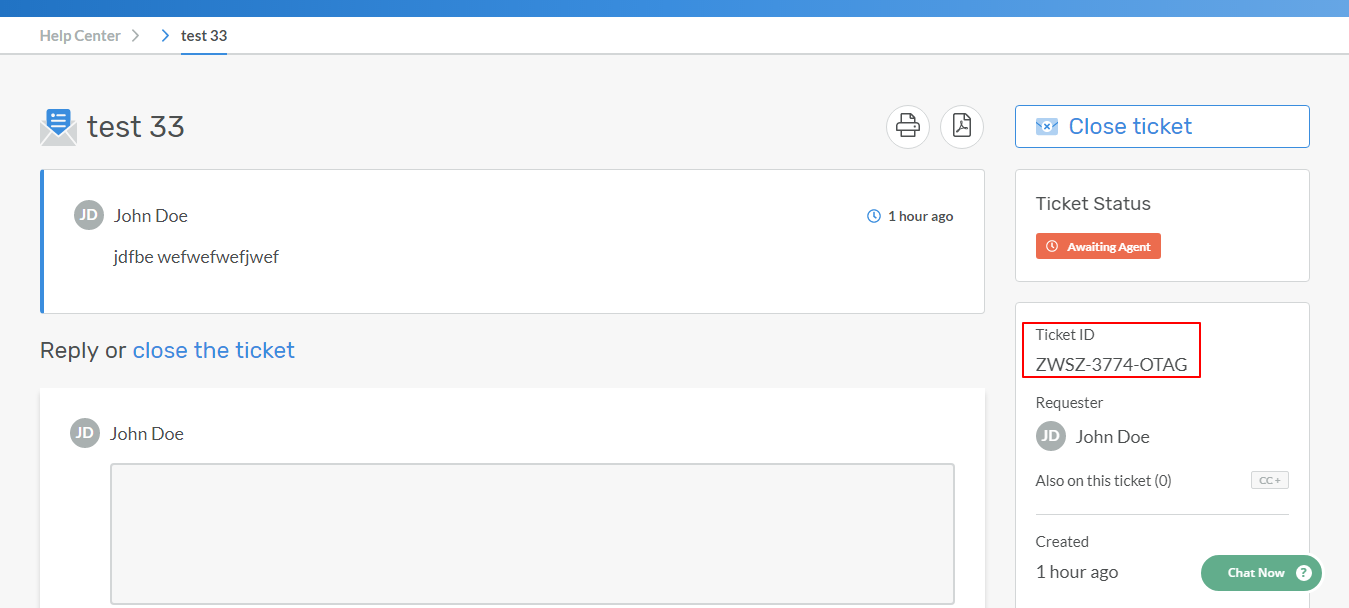 Help Center
test 33
test 33
Close ticket
JD John Doe
1 hour ago
jdfbe wefwefwefjwef
Ticket Status
Awaiting Agent
Reply or close the ticket
JD John Doe
Ticket ID
ZWSZ-3774-OTAG
Requester
JD John Doe
Also on this ticket (0)
CC +
Created
1 hour ago
Chat Now ?